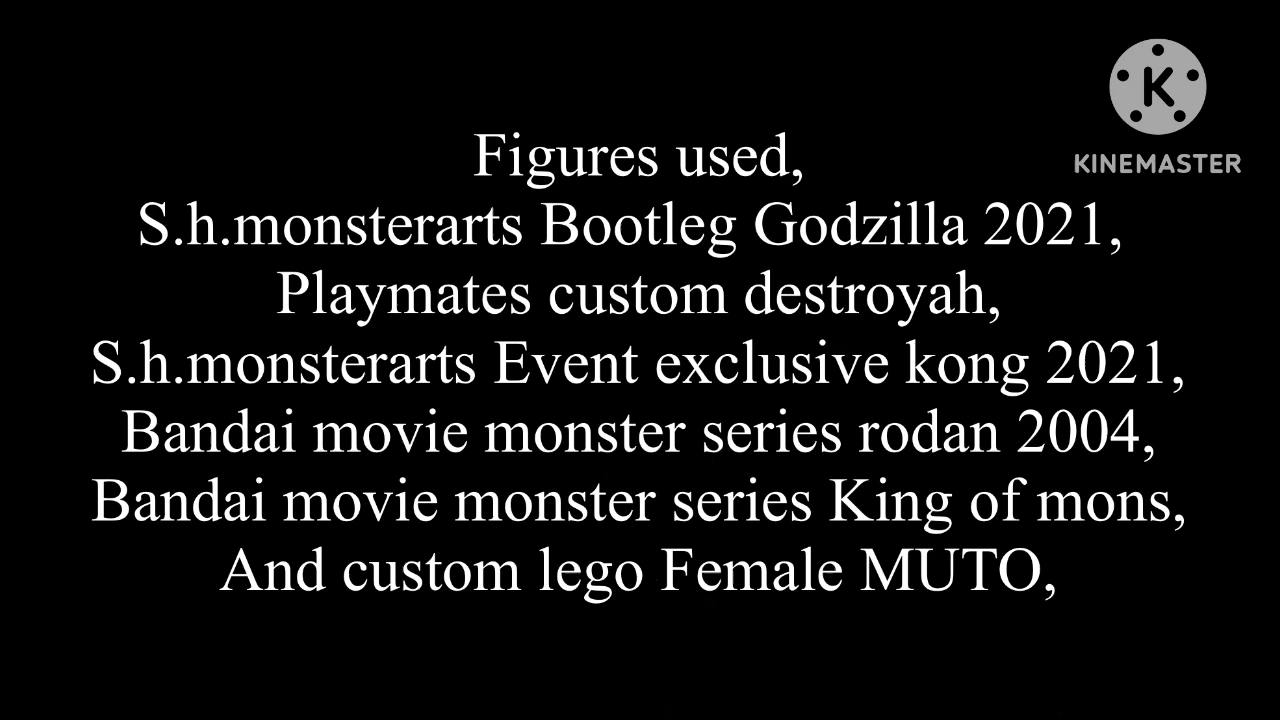 K
KINEMASTER
Figures used,
S.h.monsterarts Bootleg Godzilla 2021,
Playmates custom destroyah,
S.h.monsterarts Event exclusive kong 2021,
Bandai movie monster series rodan 2004,
Bandai movie monster series King of mons,
And custom lego Female MUTO,